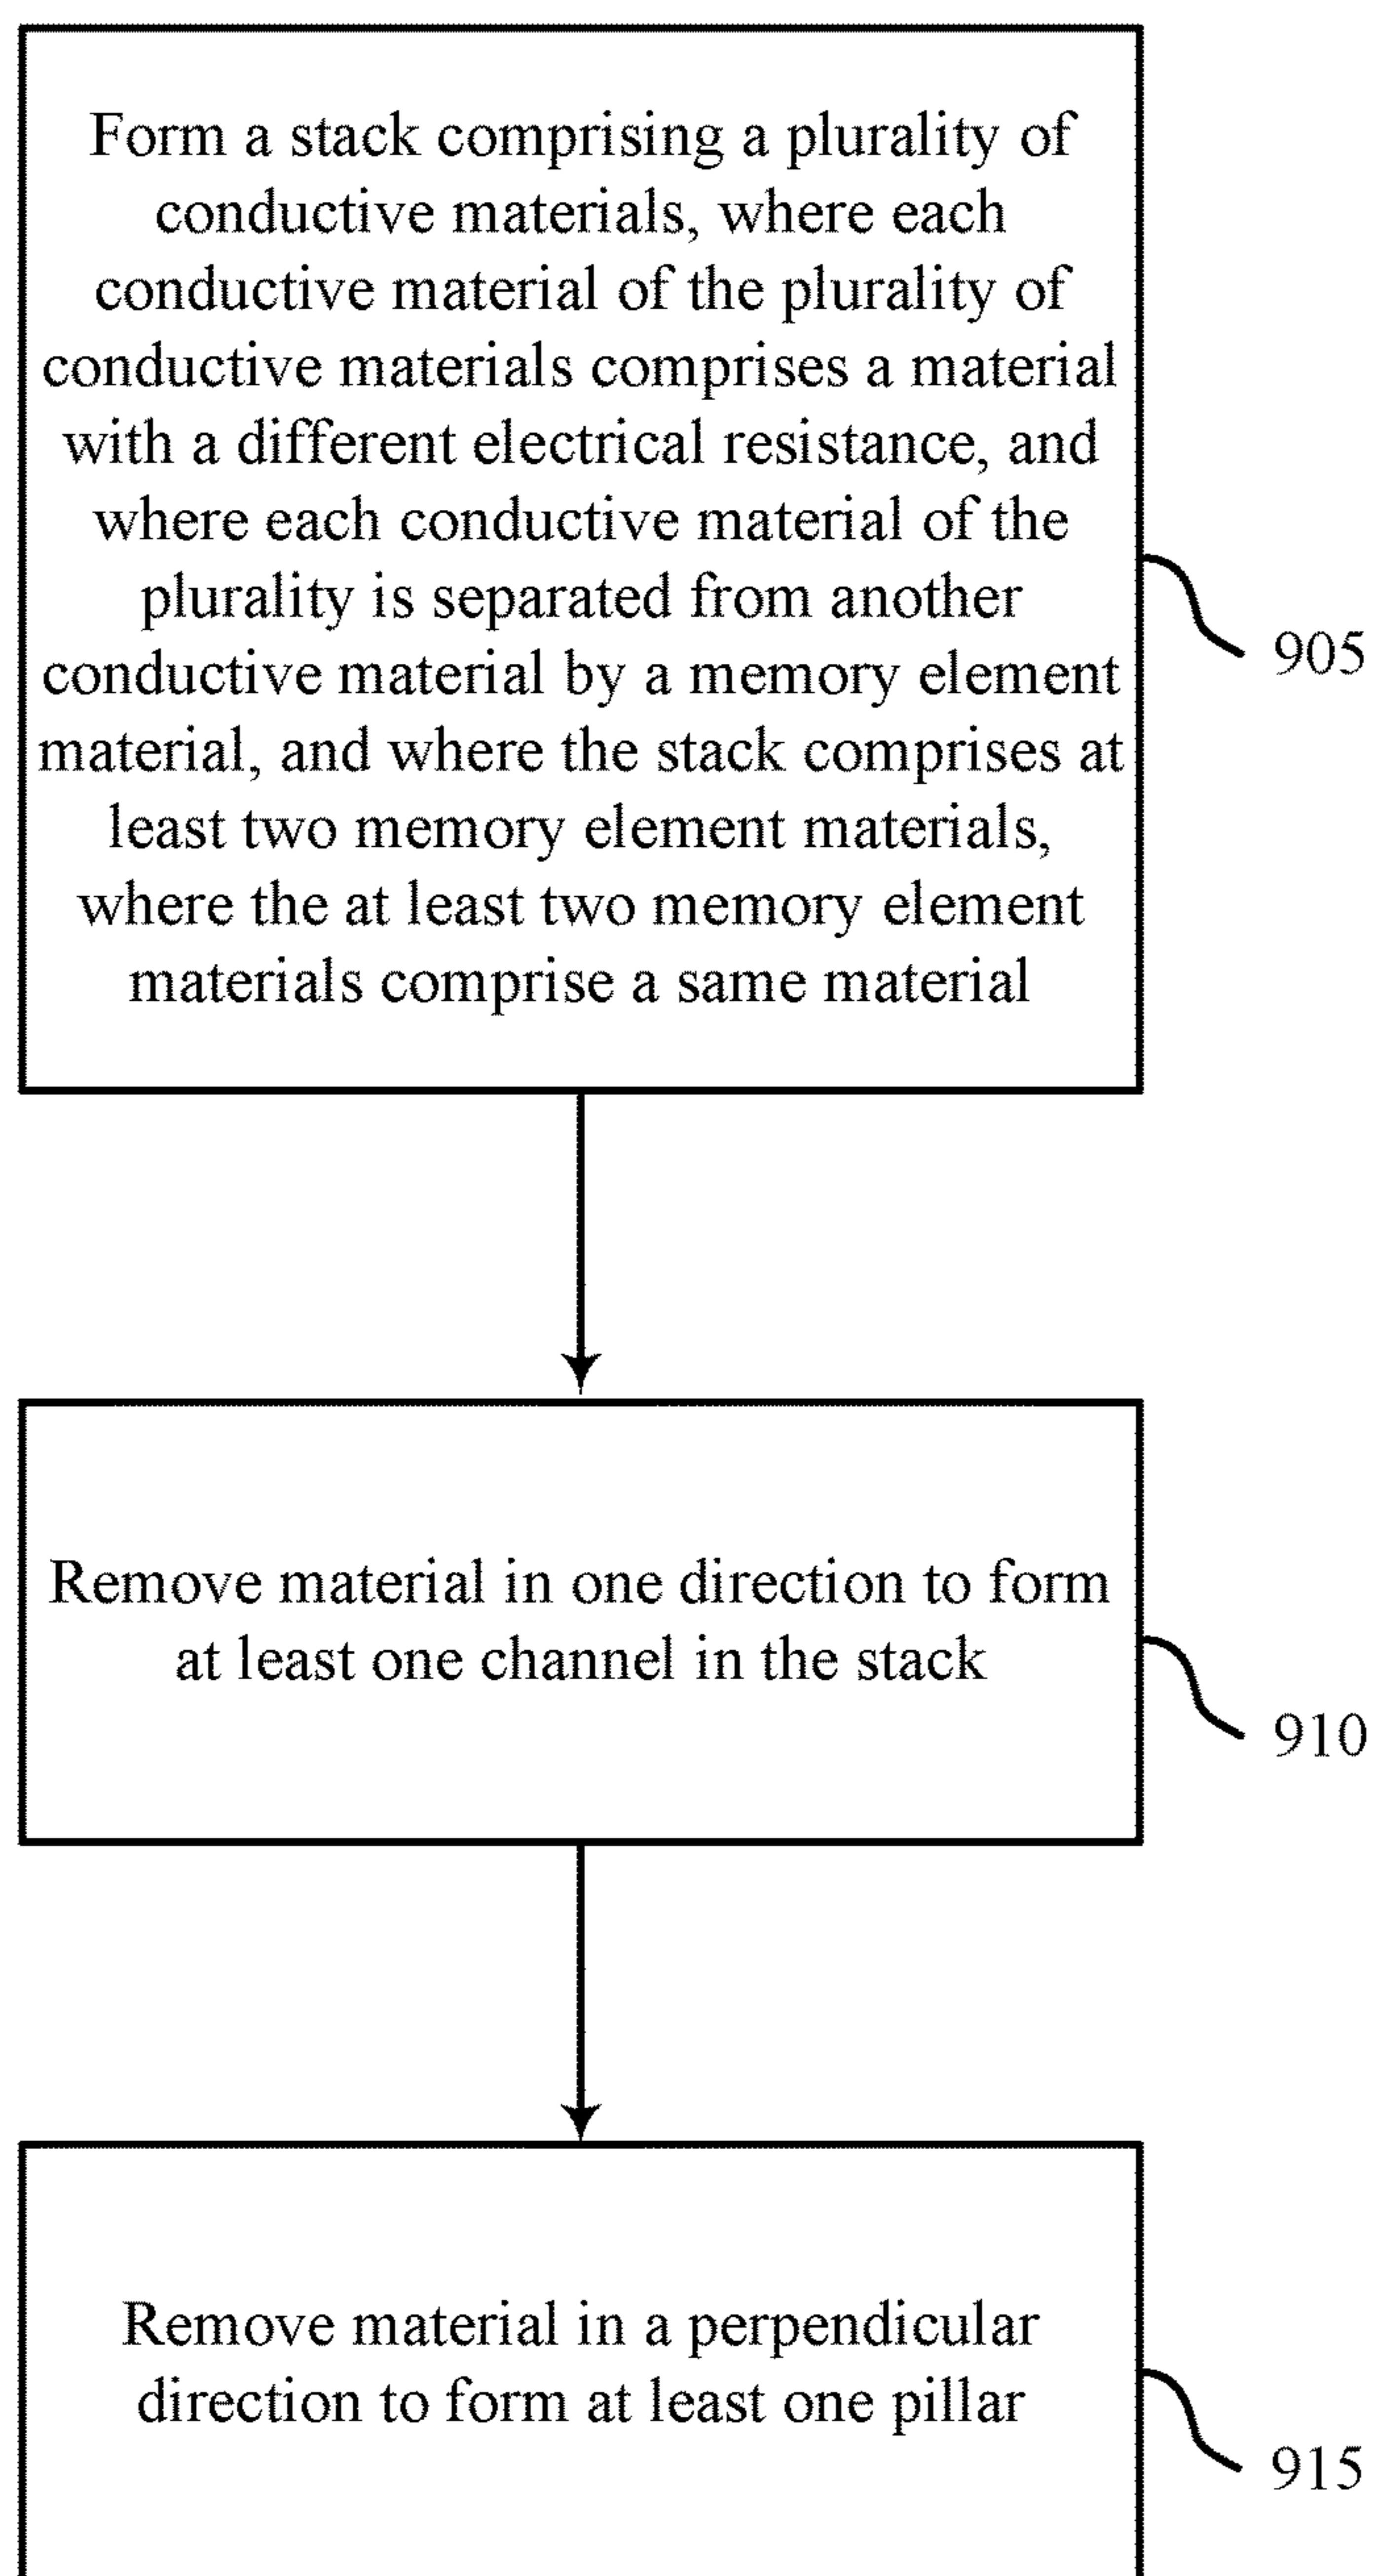 Form a stack comprising a plurality of
conductive materials, where each
conductive material of the plurality of
conductive materials comprises a material
with a different electrical resistance, and
where each conductive material of the
plurality is separated from another
conductive material by a memory element
material, and where the stack comprises at
least two memory element materials,
where the at least two memory element
materials comprise a same material
905
Remove material in one direction to form
at least one channel in the stack
910
Remove material in a perpendicular
direction to form at least one pillar
915